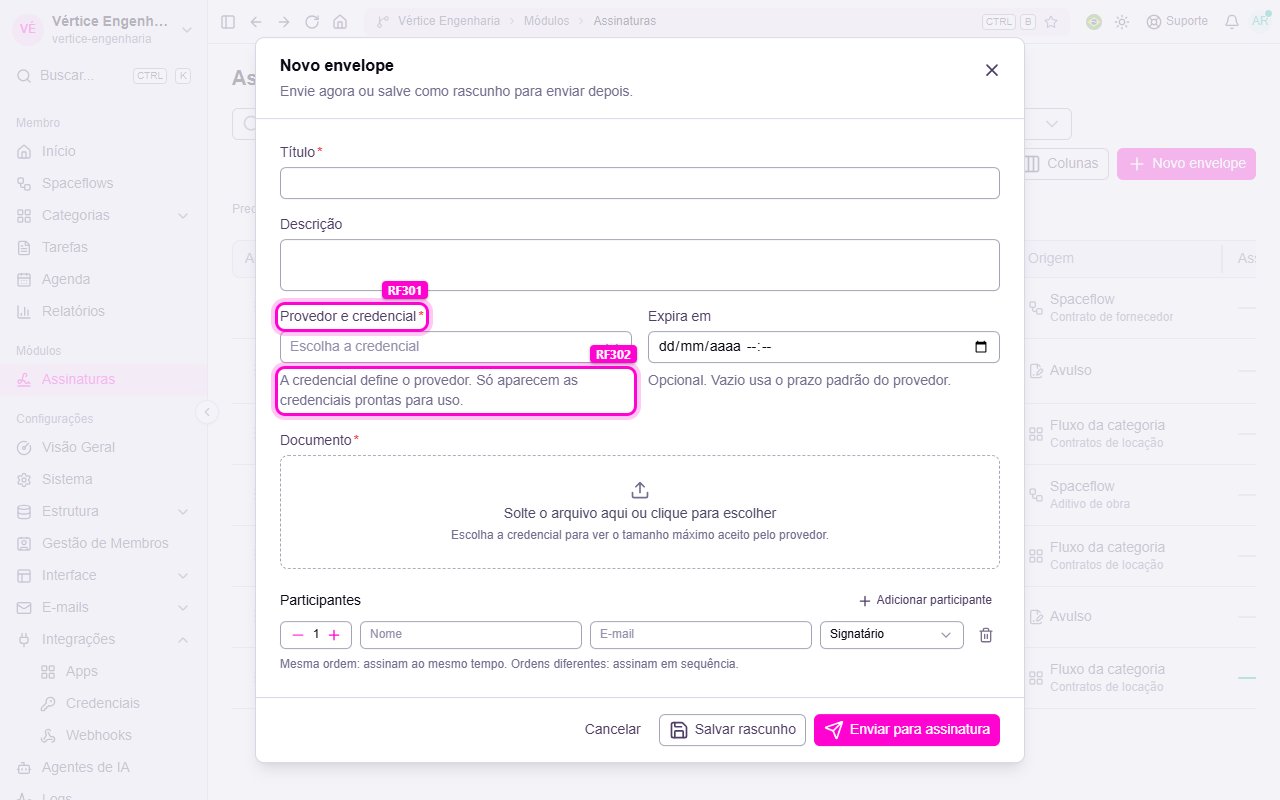 VÉ
Vértice Engenh...
vertice-engenharia
Vértice Engenharia
Módulos
Assinaturas
CTRL
B
Suporte
AR
Buscar...
CTRL
K
Membro
Início
Spaceflows
Categorias
Tarefas
Agenda
Relatórios
Módulos
Assinaturas
Configurações
Visão Geral
Sistema
Estrutura
Gestão de Membros
Interface
E-mails
Integrações
Apps
Credenciais
Webhooks
Agentes de IA
Logs
Colunas
Novo envelope
Origem
Spaceflow
Contrato de fornecedor
Avulso
Fluxo da categoria
Contratos de locação
Spaceflow
Aditivo de obra
Fluxo da categoria
Contratos de locação
Avulso
Fluxo da categoria
Contratos de locação
Novo envelope
Envie agora ou salve como rascunho para enviar depois.
Título*
Descrição
RF301
Provedor e credencial*
Escolha a credencial
RF302
A credencial define o provedor. Só aparecem as
credenciais prontas para uso.
Expira em
dd/mm/aaaa --:--
Opcional. Vazio usa o prazo padrão do provedor.
Documento*
Solte o arquivo aqui ou clique para escolher
Escolha a credencial para ver o tamanho máximo aceito pelo provedor.
Participantes
Adicionar participante
1
Nome
E-mail
Signatário
Mesma ordem: assinam ao mesmo tempo. Ordens diferentes: assinam em sequência.
Cancelar
Salvar rascunho
Enviar para assinatura